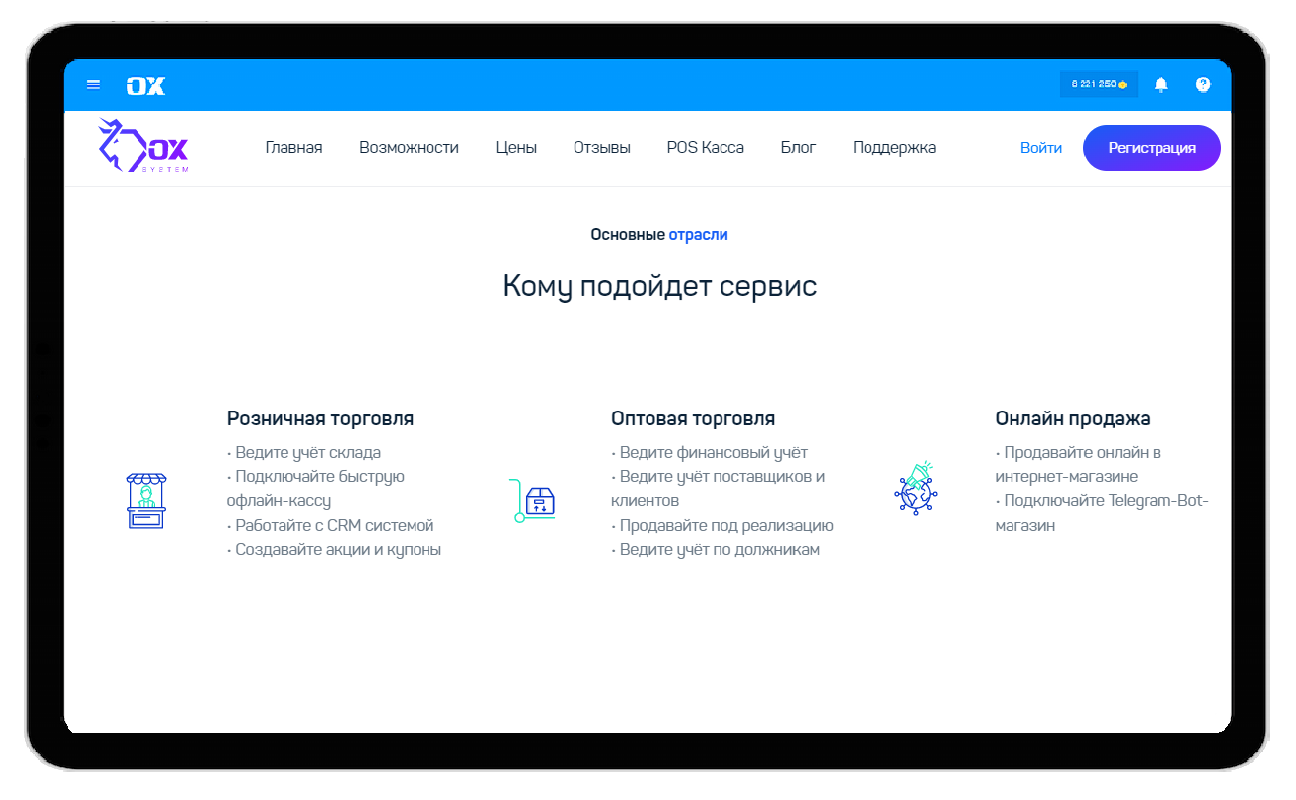 OX
8 221 250
OX
SYSTEM
Главная Возможности Цены Отзывы POS Касса Блог Поддержка Войти Регистрация
Основные отрасли
Кому подойдет сервис
Розничная торговля
• Ведите учёт склада
• Подключайте быструю
офлайн-кассу
• Работайте с CRM системой
• Создавайте акции и купоны
Оптовая торговля
• Ведите финансовый учёт
• Ведите учёт поставщиков и
клиентов
• Продавайте под реализацию
• Ведите учёт по должникам
Онлайн продажа
• Продавайте онлайн в
интернет-магазине
• Подключайте Telegram-Bot-
магазин